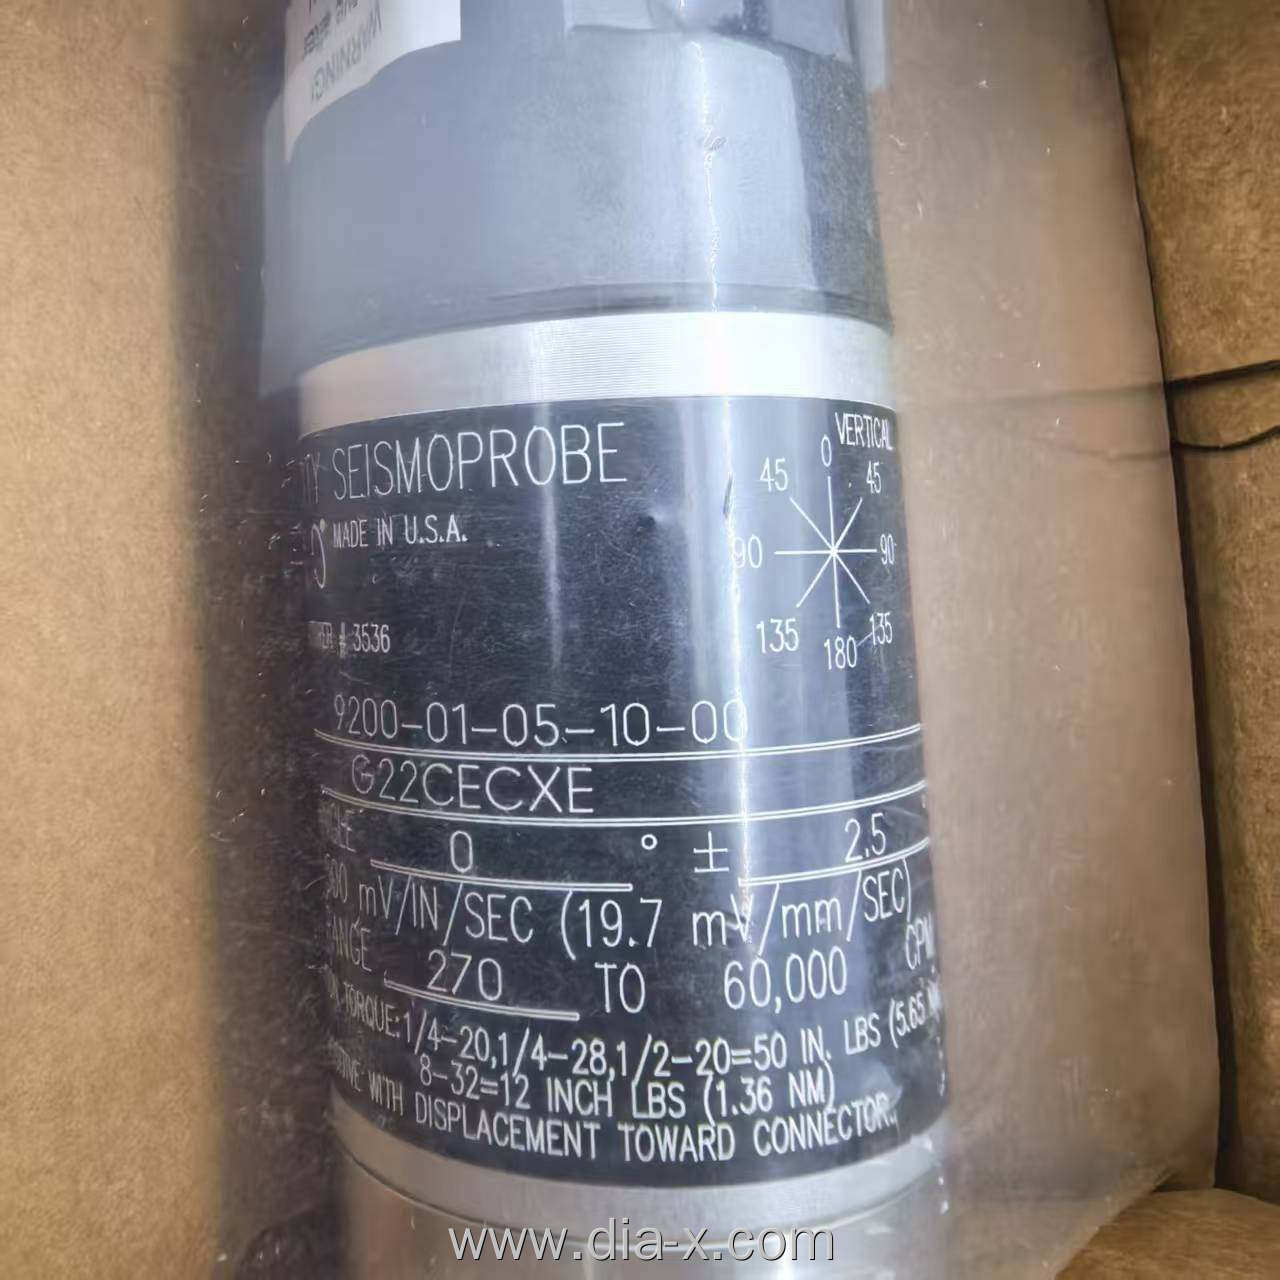 WARNING!
SEISMOPROBE
MADE IN U.S.A.
# 3536
VERTICAL
0
45 45
90 90
135 135
180
9200-01-05-10-00
G22CECXE
0 ° ± 2.5
mV/IN/SEC (19.7 mV/mm/SEC)
270 TO 60,000 CPM
TORQUE: 1/4-20,1/4-28,1/2-20=50 IN. LBS (5.65
8-32=12 INCH LBS (1.36 NM)
WITH DISPLACEMENT TOWARD CONNECTOR.
www.dia-x.com